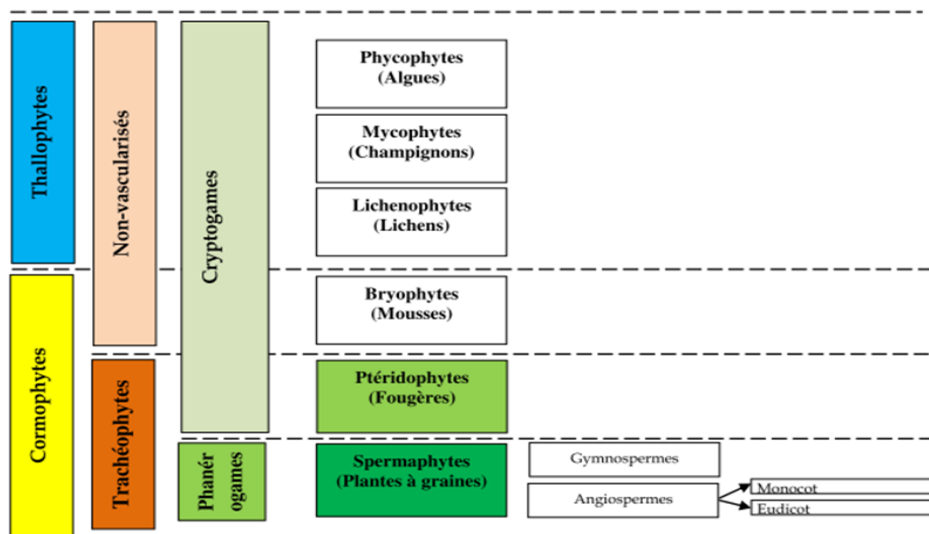 Thallophytes
Non-vascularisés
Cryptogames
Phycophytes
(Algues)
Mycophytes
(Champignons)
Lichenophytes
(Lichens)
Cormophytes
Bryophytes
(Mousses)
Trachéophytes
Ptéridophytes
(Fougères)
Phanér
ogames
Spermaphytes
(Plantes à graines)
Gymnospermes
Angiospermes
Monocot
Eudicot